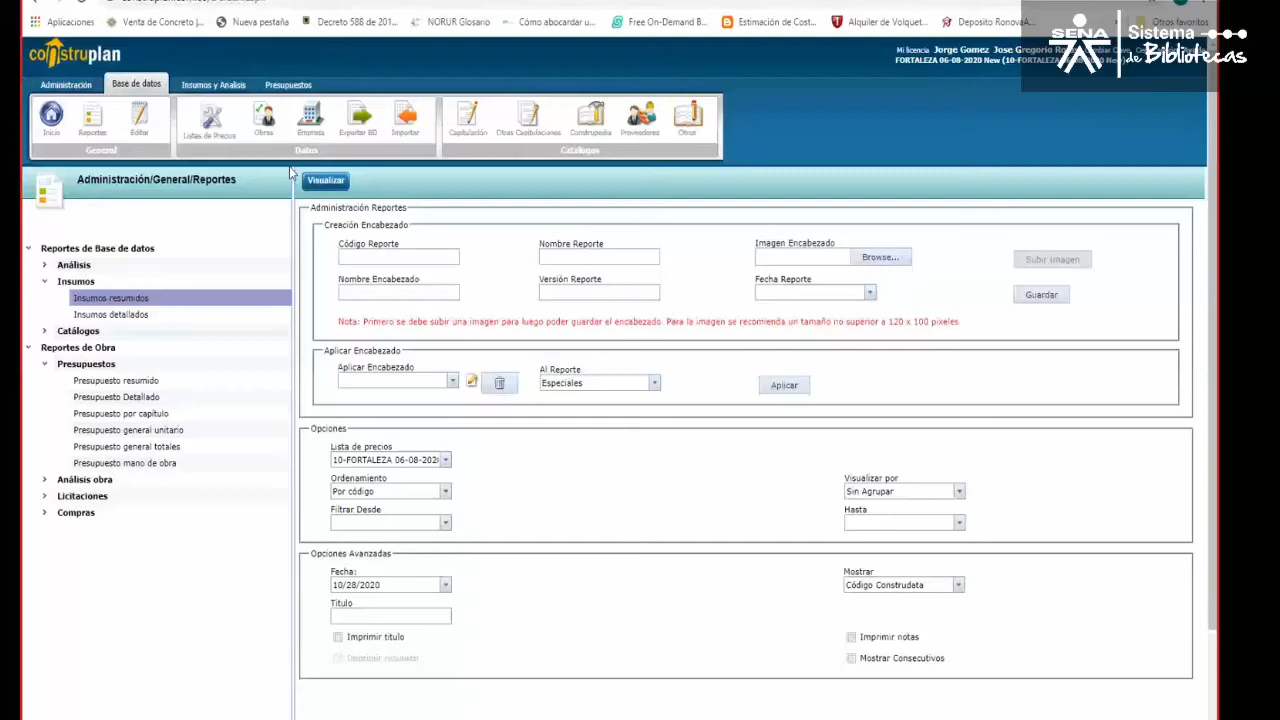 Aplicaciones
Venta de Concreto |...
Nueva pestaña
Decreto 588 de 201...
NORUR Glosario
Cómo abocardar u...
Free On-Demand B...
Estimación de Cost...
Alquiler de Volquet...
Deposito RonovaA...
Otros favoritos
construplan
Mi licencia Jorge Gomez Jose Gregorio
FORTALEZA 06-08-2020 New (10-FORTALEZA 06-08-2020
SENA
Sistema
de Bibliotecas
Administración
Base de datos
Insumos y Analisis
Presupuestos
Inicio
Reportes
Editar
Listas de Precios
Obras
Empresa
Exportar BD
Importar
Capitulación
Otras Capitulaciones
Construpedia
Proveedores
Otros
General
Datos
Catálogos
Administración/General/Reportes
Visualizar
Reportes de Base de datos
Análisis
Insumos
Insumos resumidos
Insumos detallados
Catálogos
Reportes de Obra
Presupuestos
Presupuesto resumido
Presupuesto Detallado
Presupuesto por capítulo
Presupuesto general unitario
Presupuesto general totales
Presupuesto mano de obra
Análisis obra
Licitaciones
Compras
Administración Reportes
Creación Encabezado
Código Reporte
Nombre Reporte
Imagen Encabezado
Browse...
Subir Imagen
Nombre Encabezado
Versión Reporte
Fecha Reporte
Guardar
Nota: Primero se debe subir una imagen para luego poder guardar el encabezado. Para la imagen se recomienda un tamaño no superior a 120 x 100 pixeles
Aplicar Encabezado
Aplicar Encabezado
Al Reporte
Especiales
Aplicar
Opciones
Lista de precios
10-FORTALEZA 06-08-2020
Ordenamiento
Por código
Visualizar por
Sin Agrupar
Filtrar Desde
Hasta
Opciones Avanzadas
Fecha:
10/28/2020
Mostrar
Código Construdata
Título
Imprimir título
Imprimir notas
Imprimir resumen
Mostrar Consecutivos